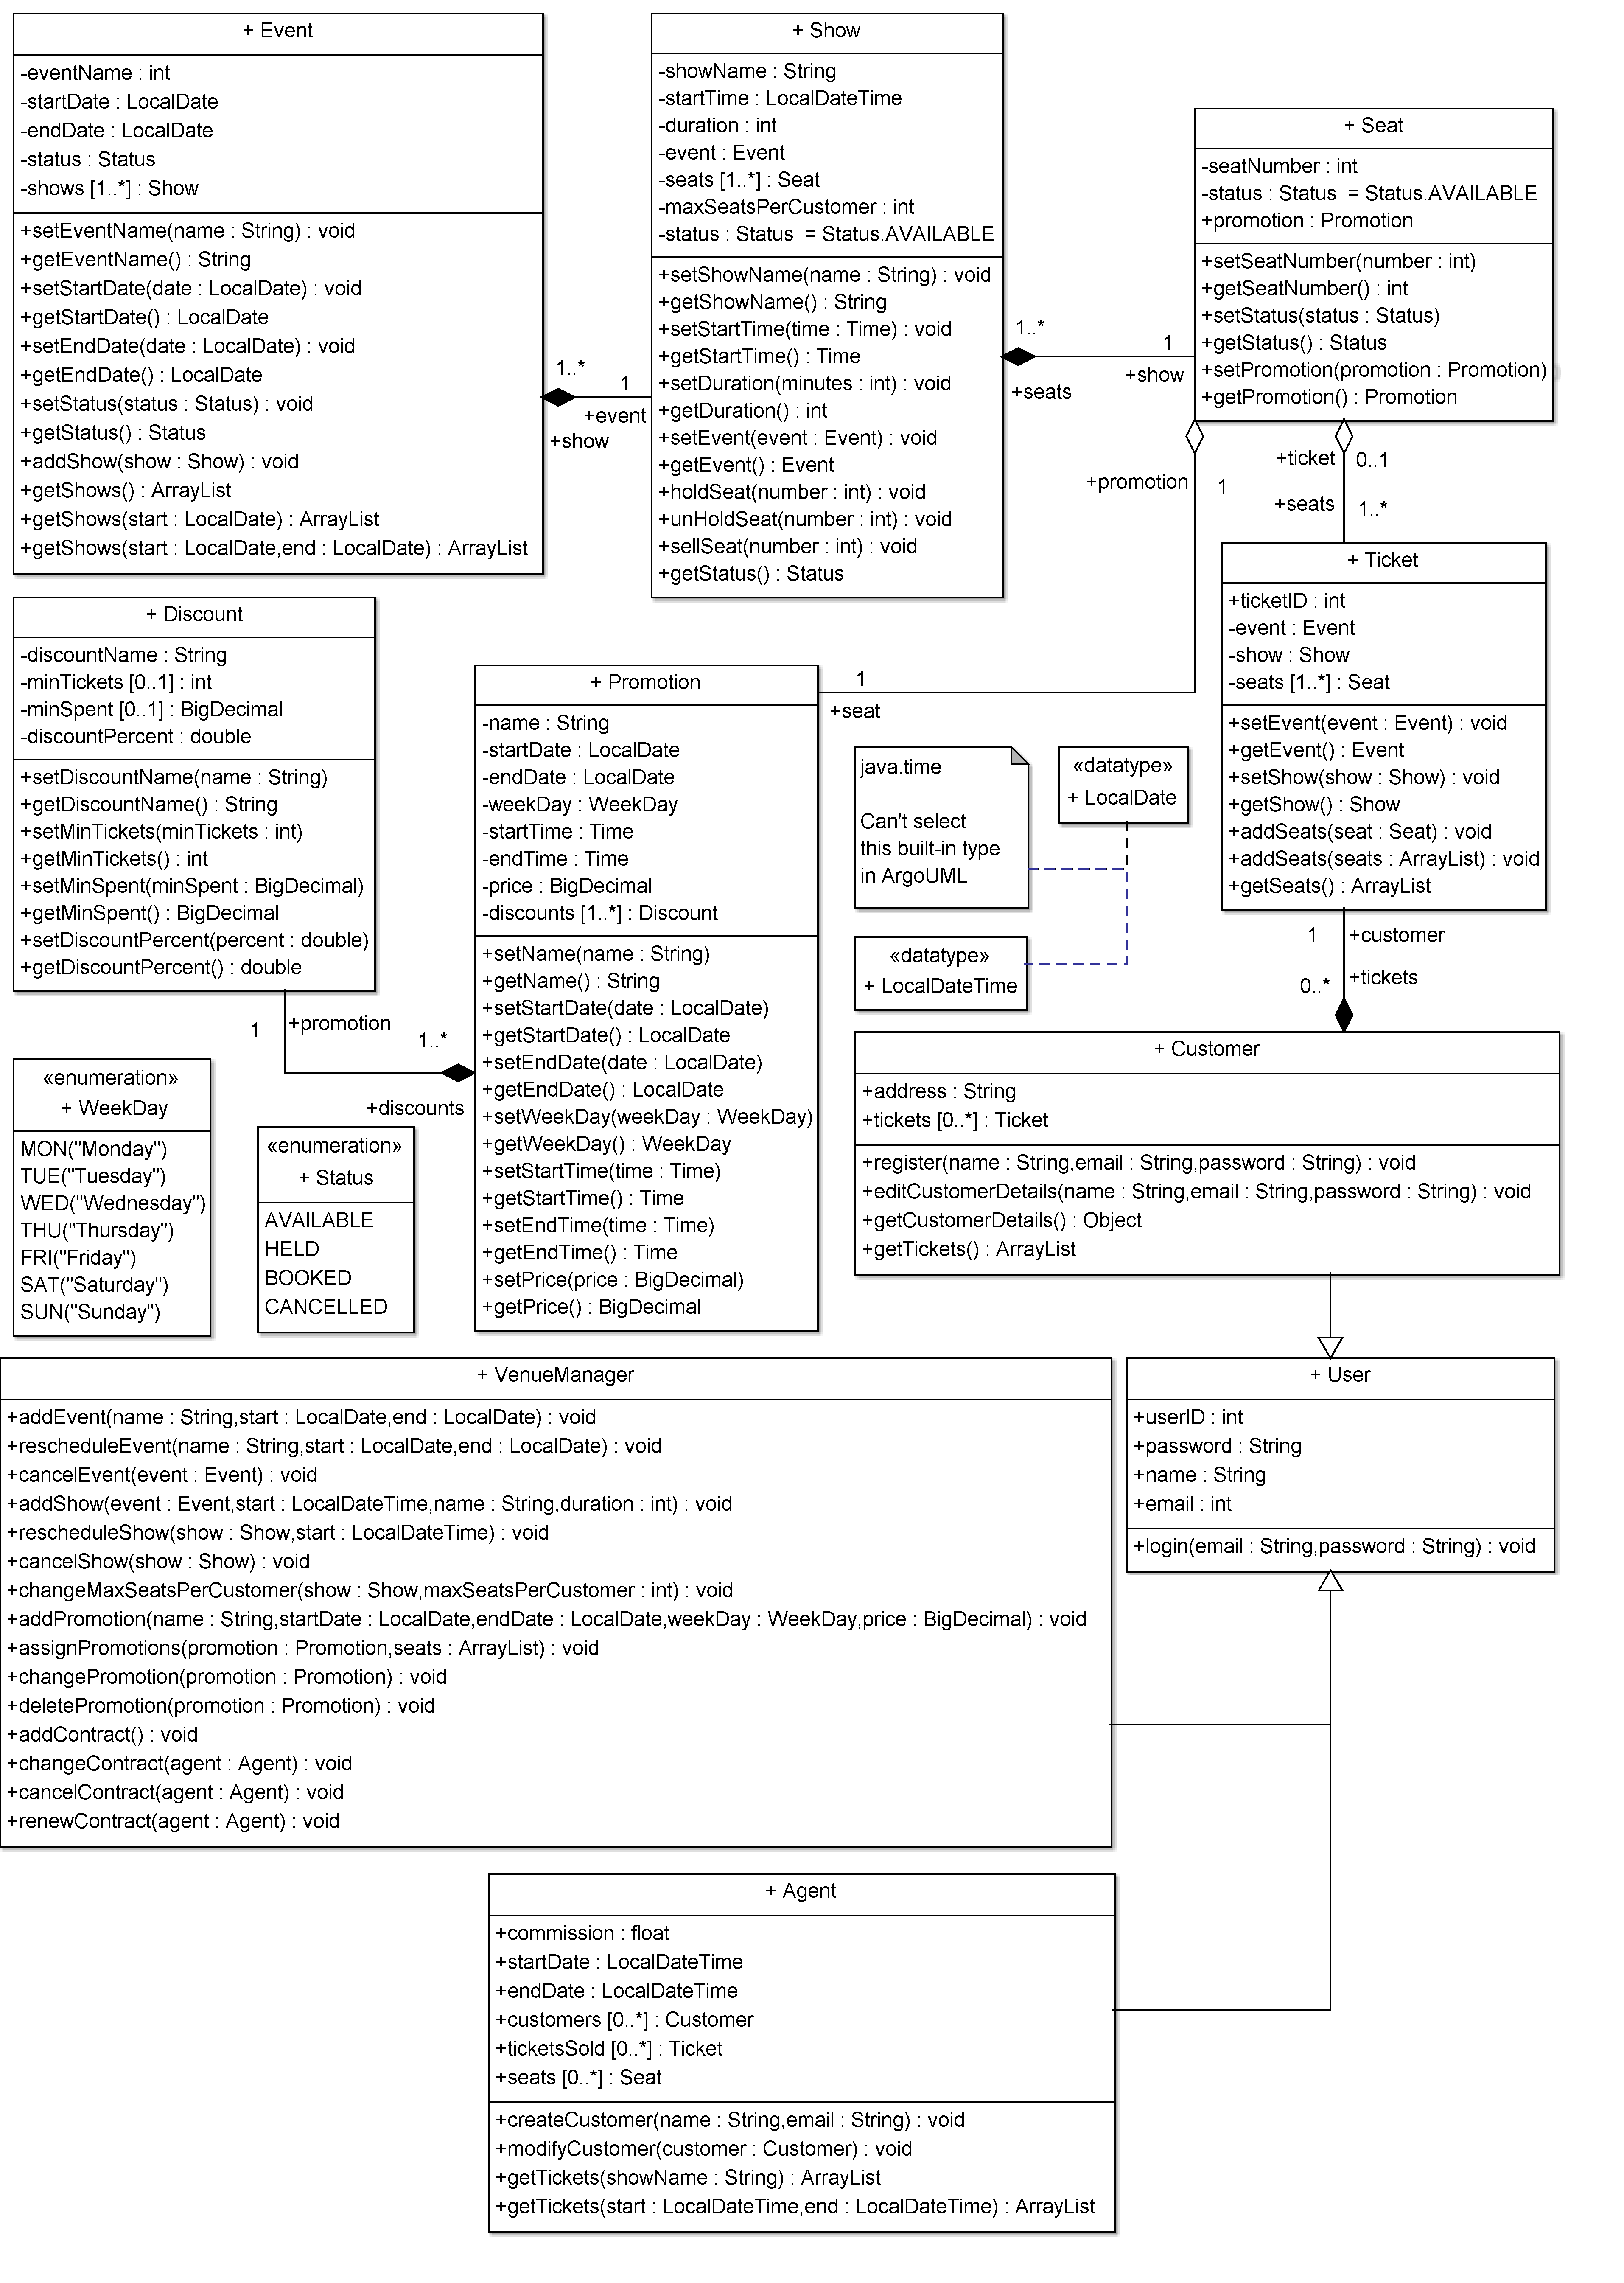 + Event
-eventName : int
-startDate : LocalDate
-endDate : LocalDate
-status : Status
-shows [1..*] : Show
+setEventName(name : String) : void
+getEventName() : String
+setStartDate(date : LocalDate) : void
+getStartDate() : LocalDate
+setEndDate(date : LocalDate) : void
+getEndDate() : LocalDate
+setStatus(status : Status) : void
+getStatus() : Status
+addShow(show : Show) : void
+getShows() : ArrayList
+getShows(start : LocalDate) : ArrayList
+getShows(start : LocalDate,end : LocalDate) : ArrayList
1..*
1
+event
+show
+ Show
-showName : String
-startTime : LocalDateTime
-duration : int
-event : Event
-seats [1..*] : Seat
-maxSeatsPerCustomer : int
-status : Status  = Status.AVAILABLE
+setShowName(name : String) : void
+getShowName() : String
+setStartTime(time : Time) : void
+getStartTime() : Time
+setDuration(minutes : int) : void
+getDuration() : int
+setEvent(event : Event) : void
+getEvent() : Event
+holdSeat(number : int) : void
+unHoldSeat(number : int) : void
+sellSeat(number : int) : void
+getStatus() : Status
1..*
1
+show
+seats
+ Seat
-seatNumber : int
-status : Status  = Status.AVAILABLE
+promotion : Promotion
+setSeatNumber(number : int)
+getSeatNumber() : int
+setStatus(status : Status)
+getStatus() : Status
+setPromotion(promotion : Promotion)
+getPromotion() : Promotion
+ticket
0..1
+promotion
1
+seats
1..*
+ Ticket
+ticketID : int
-event : Event
-show : Show
-seats [1..*] : Seat
+setEvent(event : Event) : void
+getEvent() : Event
+setShow(show : Show) : void
+getShow() : Show
+addSeats(seat : Seat) : void
+addSeats(seats : ArrayList) : void
+getSeats() : ArrayList
+ Discount
-discountName : String
-minTickets [0..1] : int
-minSpent [0..1] : BigDecimal
-discountPercent : double
+setDiscountName(name : String)
+getDiscountName() : String
+setMinTickets(minTickets : int)
+getMinTickets() : int
+setMinSpent(minSpent : BigDecimal)
+getMinSpent() : BigDecimal
+setDiscountPercent(percent : double)
+getDiscountPercent() : double
1
+promotion
1..*
+discounts
+ Promotion
-name : String
-startDate : LocalDate
-endDate : LocalDate
-weekDay : WeekDay
-startTime : Time
-endTime : Time
-price : BigDecimal
-discounts [1..*] : Discount
+setName(name : String)
+getName() : String
+setStartDate(date : LocalDate)
+getStartDate() : LocalDate
+setEndDate(date : LocalDate)
+getEndDate() : LocalDate
+setWeekDay(weekDay : WeekDay)
+getWeekDay() : WeekDay
+setStartTime(time : Time)
+getStartTime() : Time
+setEndTime(time : Time)
+getEndTime() : Time
+setPrice(price : BigDecimal)
+getPrice() : BigDecimal
1
+seat
java.time
Can't select
this built-in type
in ArgoUML
«datatype»
+ LocalDate
«datatype»
+ LocalDateTime
1
+customer
0..*
+tickets
+ Customer
+address : String
+tickets [0..*] : Ticket
+register(name : String,email : String,password : String) : void
+editCustomerDetails(name : String,email : String,password : String) : void
+getCustomerDetails() : Object
+getTickets() : ArrayList
«enumeration»
+ WeekDay
MON("Monday")
TUE("Tuesday")
WED("Wednesday")
THU("Thursday")
FRI("Friday")
SAT("Saturday")
SUN("Sunday")
«enumeration»
+ Status
AVAILABLE
HELD
BOOKED
CANCELLED
+ VenueManager
+addEvent(name : String,start : LocalDate,end : LocalDate) : void
+rescheduleEvent(name : String,start : LocalDate,end : LocalDate) : void
+cancelEvent(event : Event) : void
+addShow(event : Event,start : LocalDateTime,name : String,duration : int) : void
+rescheduleShow(show : Show,start : LocalDateTime) : void
+cancelShow(show : Show) : void
+changeMaxSeatsPerCustomer(show : Show,maxSeatsPerCustomer : int) : void
+addPromotion(name : String,startDate : LocalDate,endDate : LocalDate,weekDay : WeekDay,price : BigDecimal) : void
+assignPromotions(promotion : Promotion,seats : ArrayList) : void
+changePromotion(promotion : Promotion) : void
+deletePromotion(promotion : Promotion) : void
+addContract() : void
+changeContract(agent : Agent) : void
+cancelContract(agent : Agent) : void
+renewContract(agent : Agent) : void
+ User
+userID : int
+password : String
+name : String
+email : int
+login(email : String,password : String) : void
+ Agent
+commission : float
+startDate : LocalDateTime
+endDate : LocalDateTime
+customers [0..*] : Customer
+ticketsSold [0..*] : Ticket
+seats [0..*] : Seat
+createCustomer(name : String,email : String) : void
+modifyCustomer(customer : Customer) : void
+getTickets(showName : String) : ArrayList
+getTickets(start : LocalDateTime,end : LocalDateTime) : ArrayList